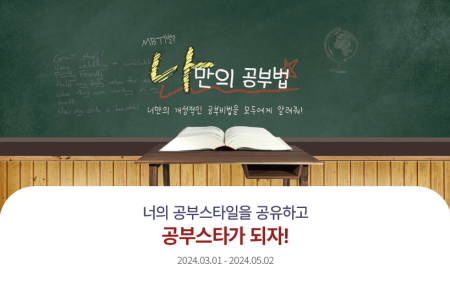 MBTI별
나만의 공부법
너만의 개성적인 공부비법을 모두에게 알려줘!
너의 공부스타일을 공유하고
공부스타가 되자!
2024.03.01 - 2024.05.02